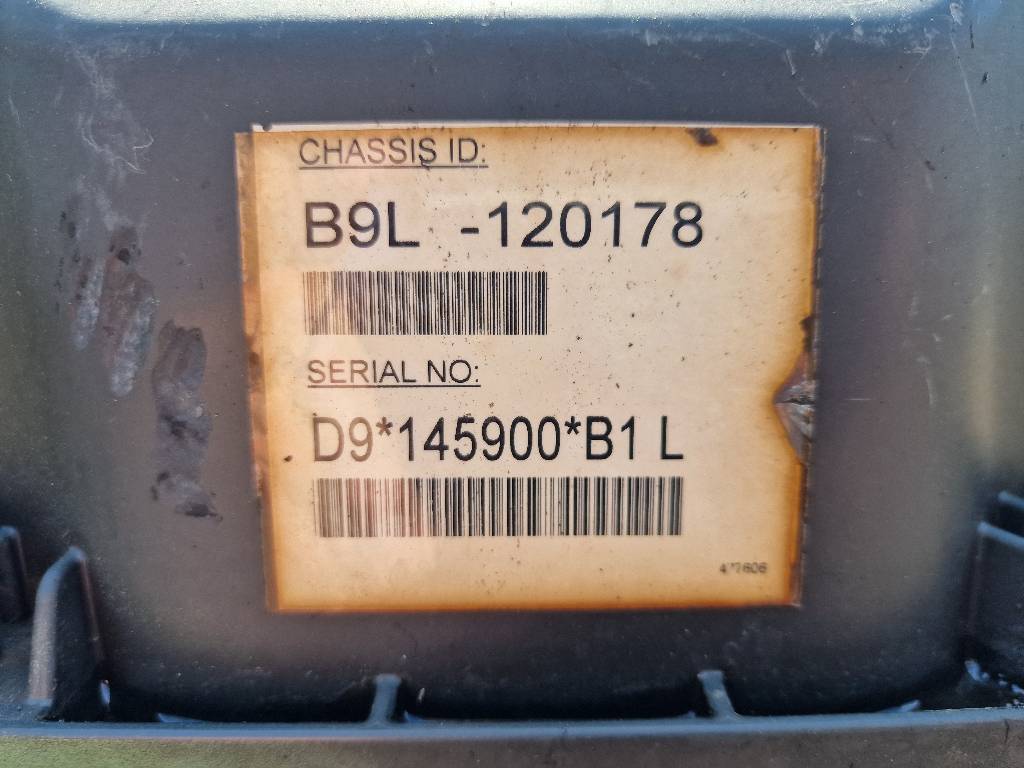 CHASSIS ID:
B9L -120178
SERIAL NO:
D9*145900*B1 L